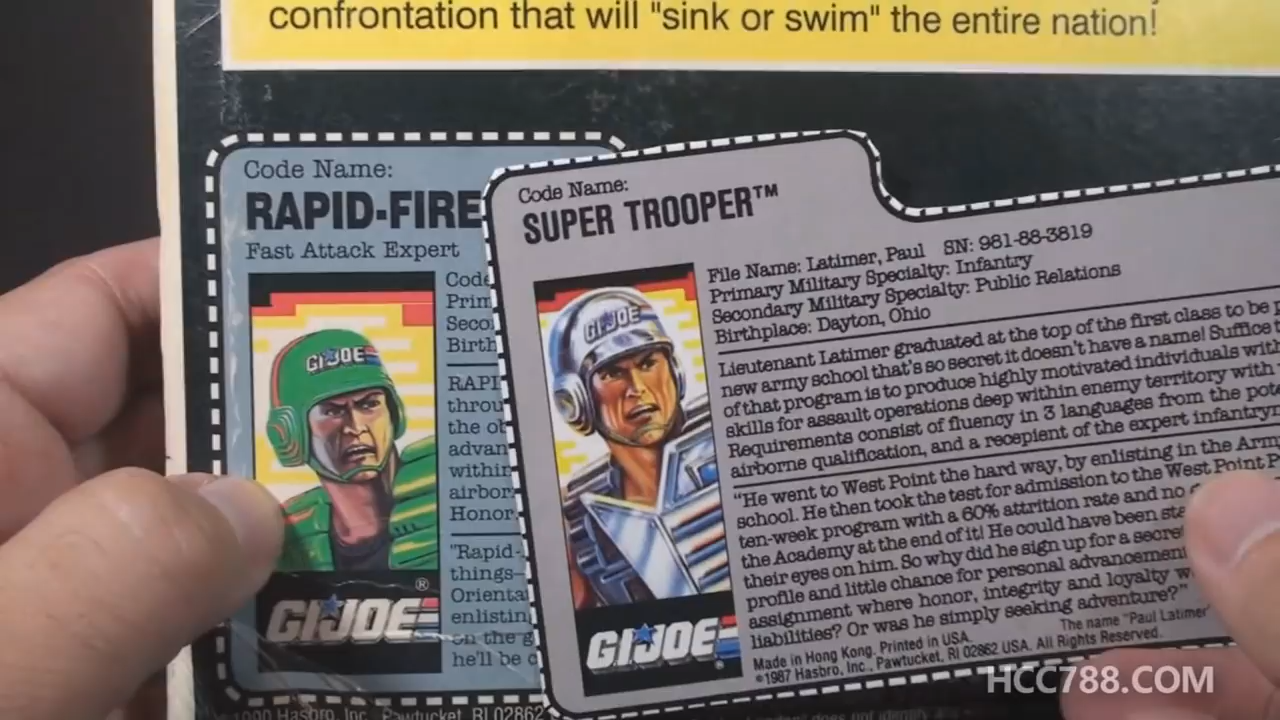 confrontation that will "sink or swim" the entire nation!
Code Name:
RAPID-FIRE
Fast Attack Expert
GI JOE
Code
Prim
Seco
Birth
RAPI
throu
the ob
advan
within
airbor
Honor
"Rapid-
things—
Orienta
enlistin
on the g
he'll be
GI JOE®
1990 Hasbro, Inc., Pawtucket, RI 02862
Code Name:
SUPER TROOPER™
GI JOE
File Name: Latimer, Paul SN: 981-88-3819
Primary Military Specialty: Infantry
Secondary Military Specialty: Public Relations
Birthplace: Dayton, Ohio
Lieutenant Latimer graduated at the top of the first class to be
new army school that's so secret it doesn't have a name! Suffice
of that program is to produce highly motivated individuals with
skills for assault operations deep within enemy territory with
Requirements consist of fluency in 3 languages from the pot
airborne qualification, and a recepient of the expert infantry
"He went to West Point the hard way, by enlisting in the Arm
school. He then took the test for admission to the West Point P
ten-week program with a 60% attrition rate and no
the Academy at the end of it! He could have been sta
their eyes on him. So why did he sign up for a secre
profile and little chance for personal advancement
assignment where honor, integrity and loyalty w
liabilities? Or was he simply seeking adventure?"
The name "Paul Latimer"
Made in Hong Kong. Printed in USA.
©1987 Hasbro, Inc., Pawtucket, RI 02862 USA. All Rights Reserved.
GI JOE®
HCC788.COM